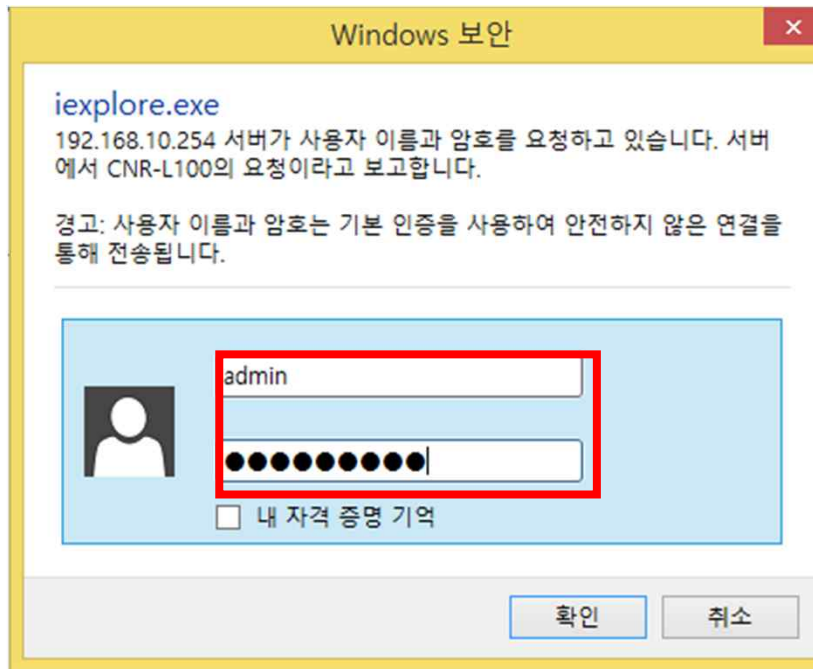 Windows 보안
iexplore.exe
192.168.10.254 서버가 사용자 이름과 암호를 요청하고 있습니다. 서버
에서 CNR-L100의 요청이라고 보고합니다.
경고: 사용자 이름과 암호는 기본 인증을 사용하여 안전하지 않은 연결을
통해 전송됩니다.
admin
●●●●●●●●●
내 자격 증명 기억
확인
취소